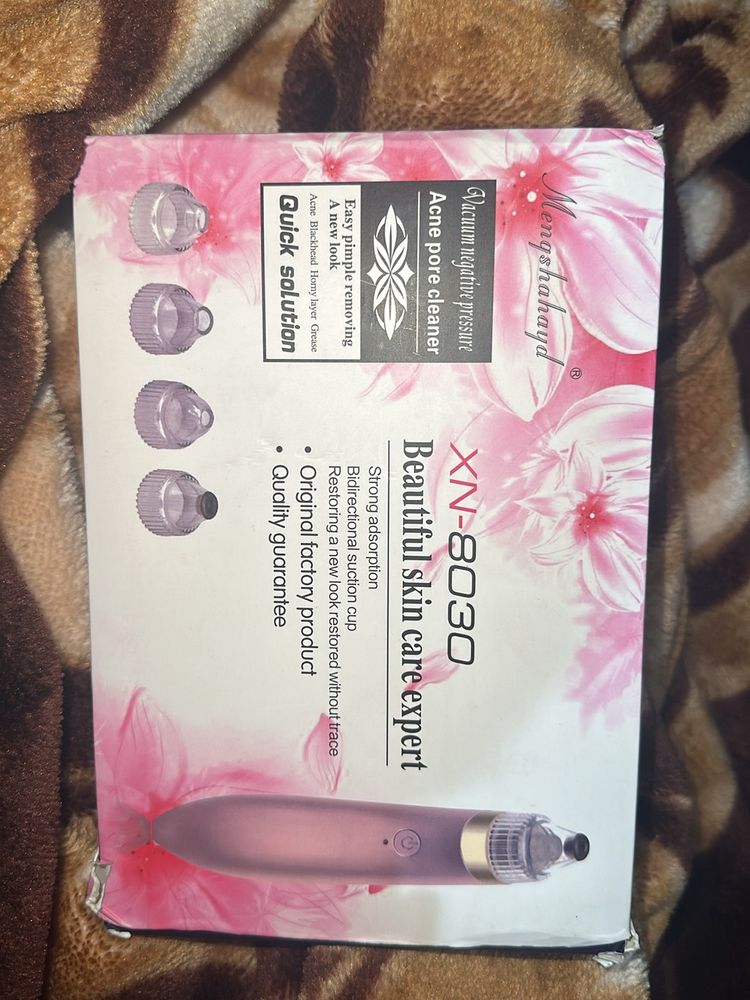 Mengshahayd®
Vacuum negative pressure
Acne pore cleaner
Easy pimple removing
A new look
Acne Blackhead Horny layer Grease
Quick solution
XN-8030
Beautiful skin care expert
Strong adsorption
Bidirectional suction cup
Restoring a new look restored without trace
• Original factory product
• Quality guarantee